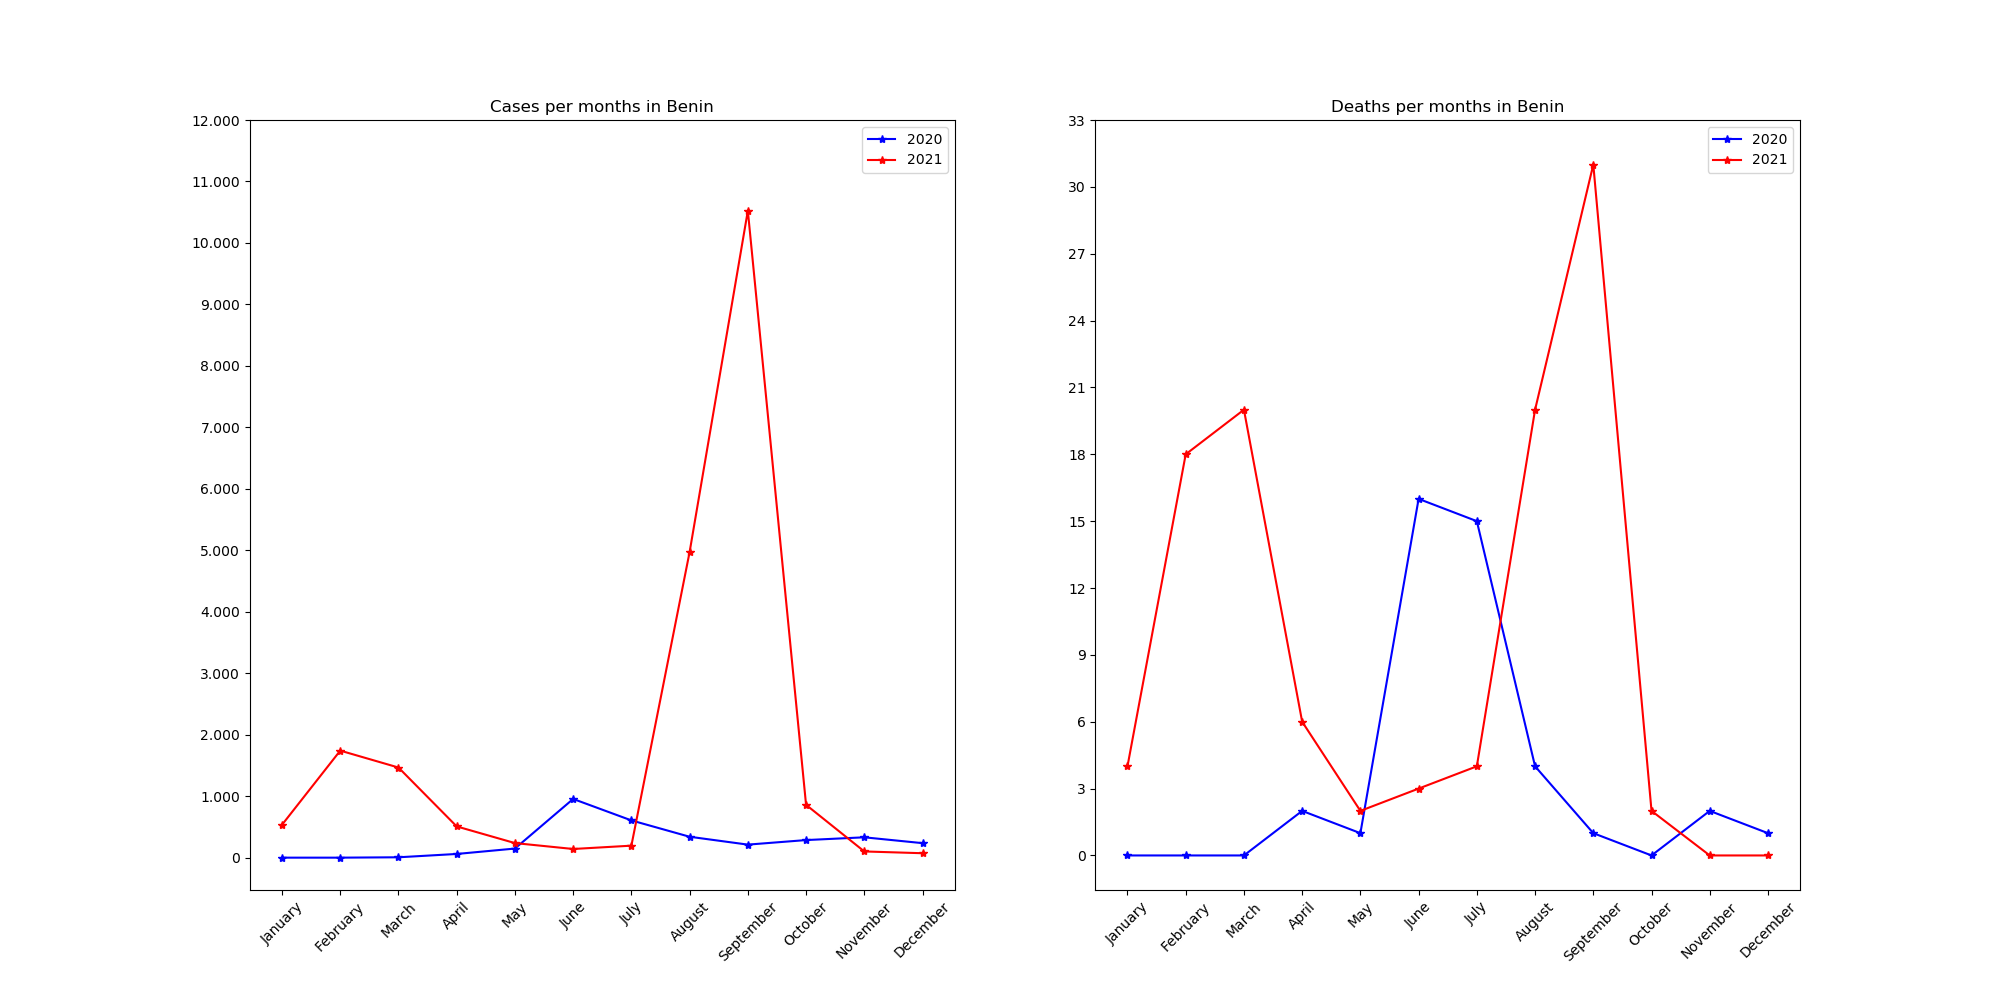 Cases per months in Benin
12.000
11.000
10.000
9.000
8.000
7.000
6.000
5.000
4.000
3.000
2.000
1.000
0
January
February
March
April
May
June
July
August
September
October
November
December
2020
2021
Deaths per months in Benin
33
30
27
24
21
18
15
12
9
6
3
0
January
February
March
April
May
June
July
August
September
October
November
December
2020
2021